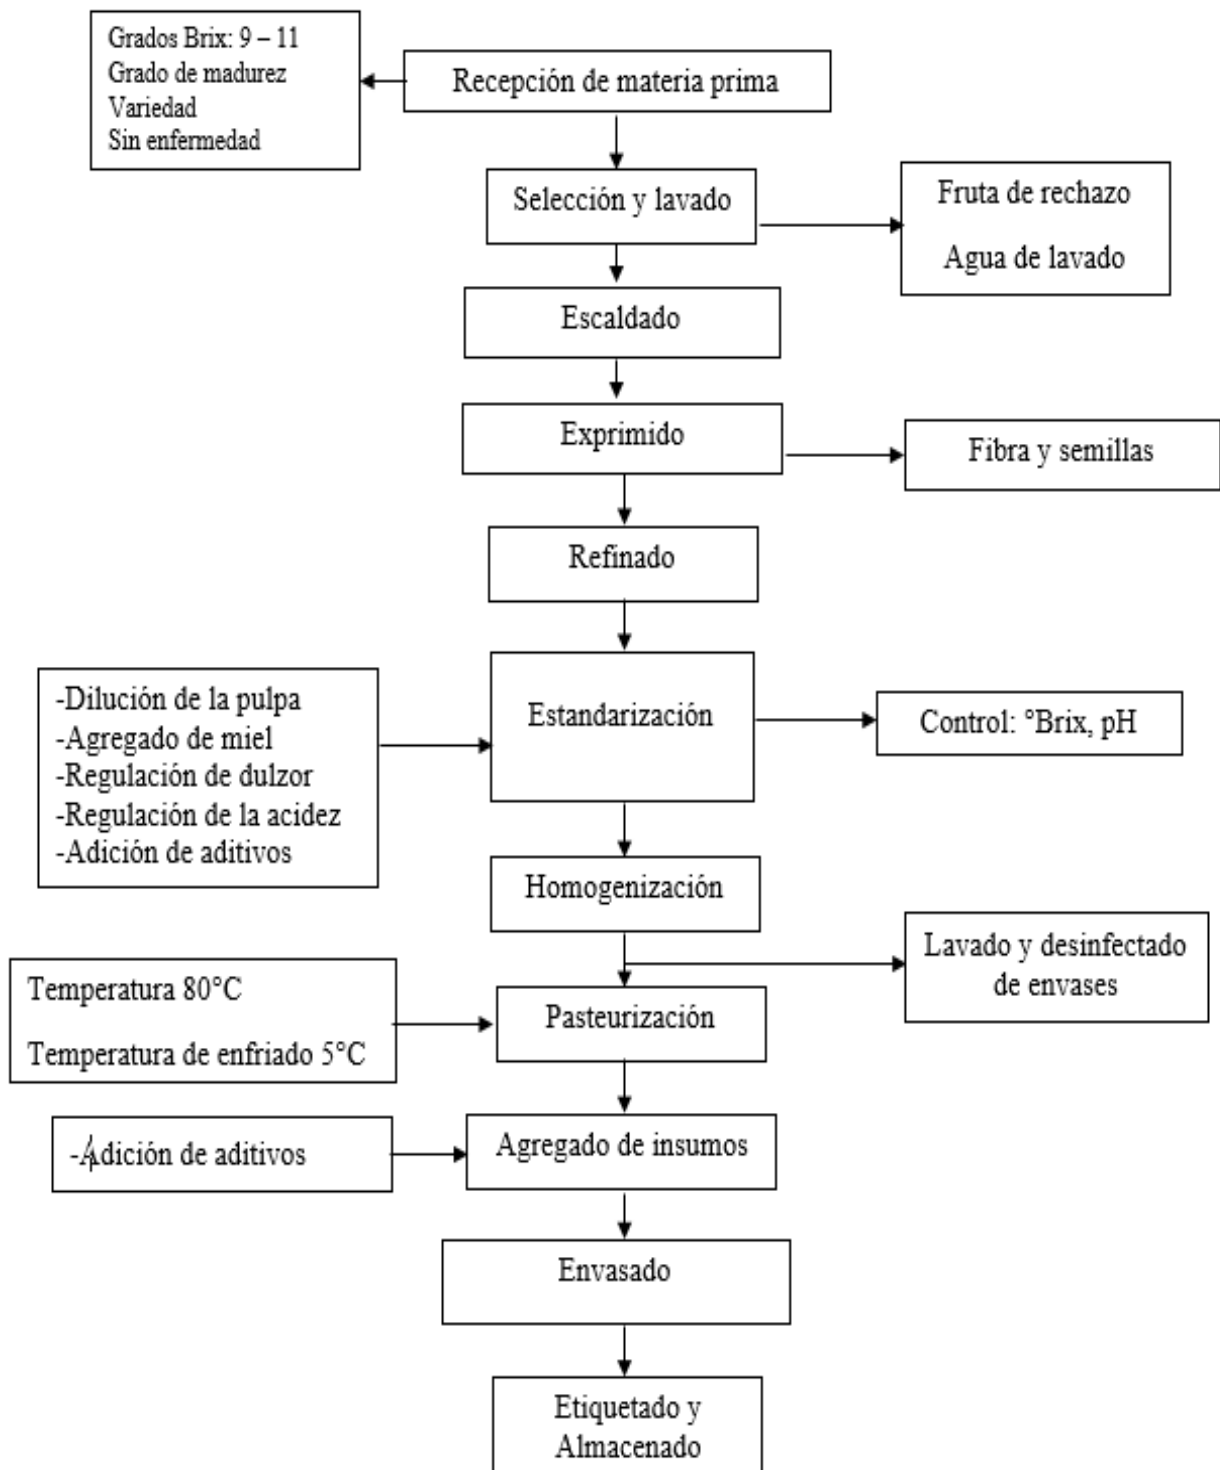 Grados Brix: 9 – 11
Grado de madurez
Variedad
Sin enfermedad
Recepción de materia prima
Selección y lavado
Fruta de rechazo
Agua de lavado
Escaldado
Exprimido
Fibra y semillas
Refinado
-Dilución de la pulpa
-Agregado de miel
-Regulación de dulzor
-Regulación de la acidez
-Adición de aditivos
Estandarización
Control: °Brix, pH
Homogenización
Lavado y desinfectado
de envases
Temperatura 80°C
Temperatura de enfriado 5°C
Pasteurización
-Adición de aditivos
Agregado de insumos
Envasado
Etiquetado y
Almacenado